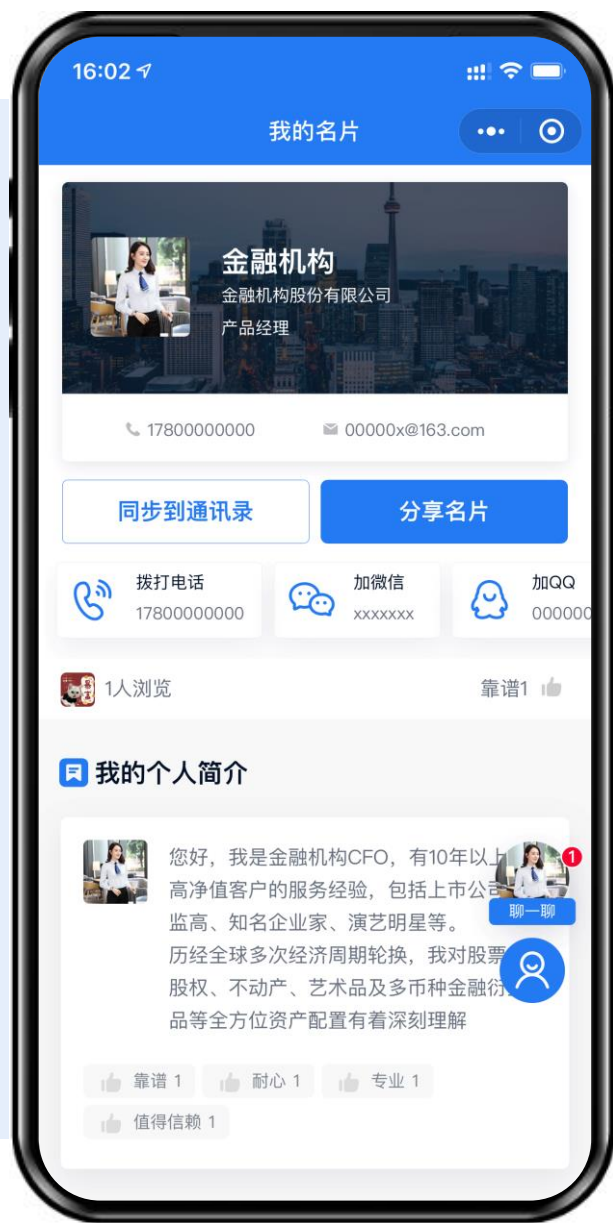 16:02
我的名片
金融机构
金融机构股份有限公司
产品经理
17800000000
00000x@163.com
同步到通讯录
分享名片
拨打电话
17800000000
加微信
xxxxxxx
加QQ
000000
1人浏览
靠谱1
我的个人简介
您好，我是金融机构CFO，有10年以上
高净值客户的服务经验，包括上市公司
监高、知名企业家、演艺明星等。
历经全球多次经济周期轮换，我对股票
股权、不动产、艺术品及多币种金融衍
品等全方位资产配置有着深刻理解
1
聊一聊
靠谱 1
耐心 1
专业 1
值得信赖 1